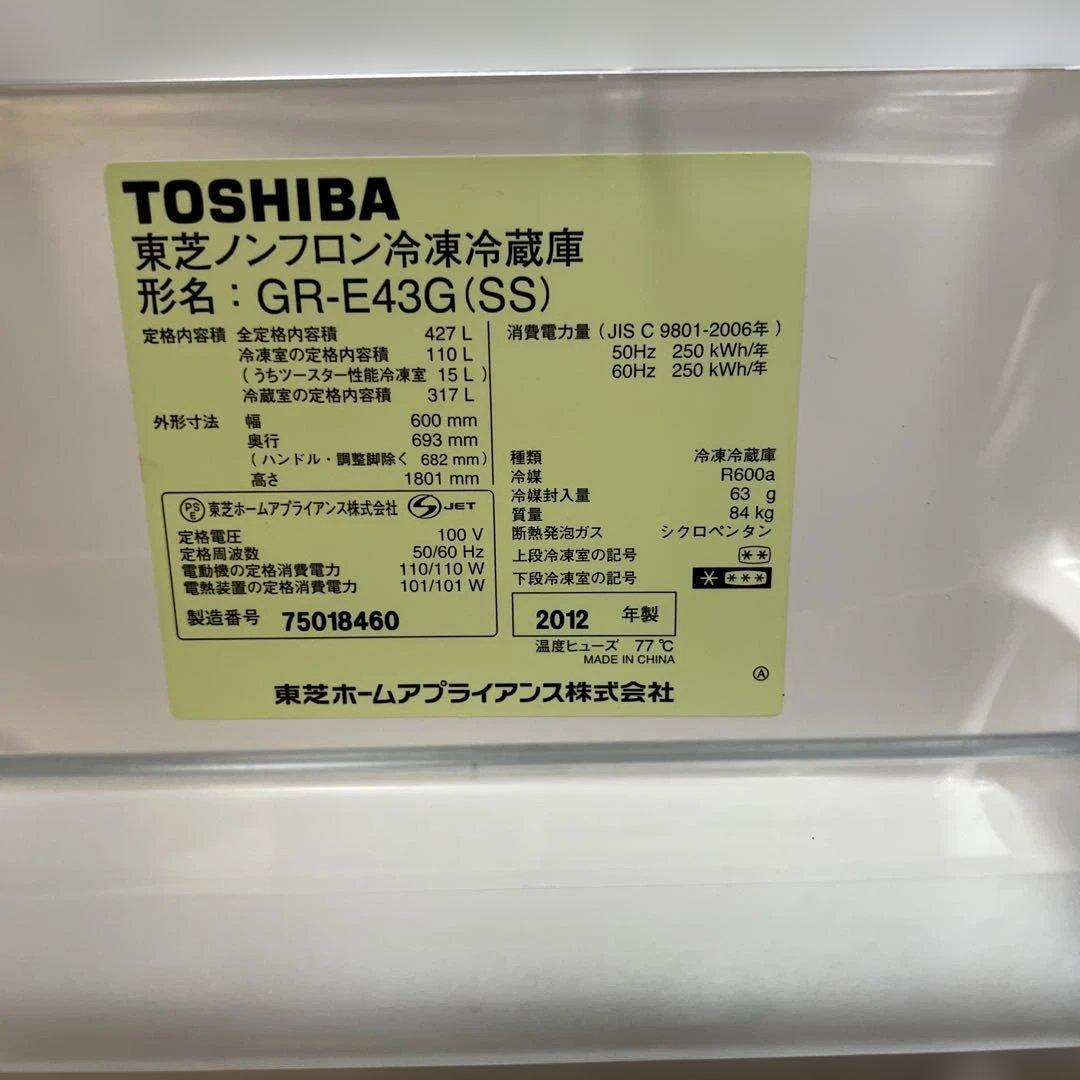 TOSHIBA
東芝ノンフロン冷凍冷蔵庫
形名：GR-E43G(SS)
定格内容積 全定格内容積 427 L
冷凍室の定格内容積 110 L
(うちツースター性能冷凍室 15 L)
冷蔵室の定格内容積 317 L
外形寸法 幅 600 mm
奥行 693 mm
(ハンドル・調整脚除く 682 mm)
高さ 1801 mm
PSE 東芝ホームアプライアンス株式会社 S JET
定格電圧 100 V
定格周波数 50/60 Hz
電動機の定格消費電力 110/110 W
電熱装置の定格消費電力 101/101 W
製造番号 75018460
消費電力量 (JIS C 9801-2006年)
50Hz 250 kWh/年
60Hz 250 kWh/年
種類 冷凍冷蔵庫
冷媒 R600a
冷媒封入量 63 g
質量 84 kg
断熱発泡ガス シクロペンタン
上段冷凍室の記号 **
下段冷凍室の記号 * ***
2012 年製
温度ヒューズ 77℃
MADE IN CHINA
Ⓐ
東芝ホームアプライアンス株式会社